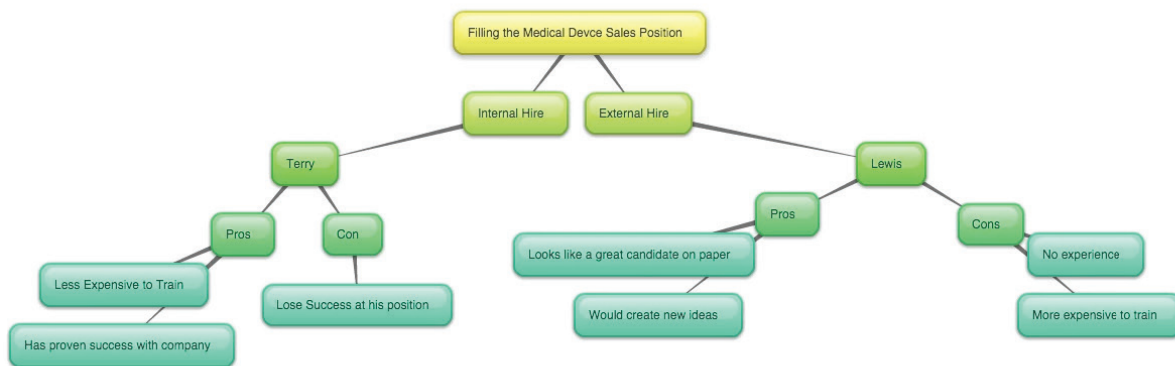 Filling the Medical Devce Sales Position
Internal Hire
External Hire
Terry
Lewis
Pros
Con
Pros
Cons
Less Expensive to Train
Has proven success with company
Lose Success at his position
Looks like a great candidate on paper
Would create new ideas
No experience
More expensive to train